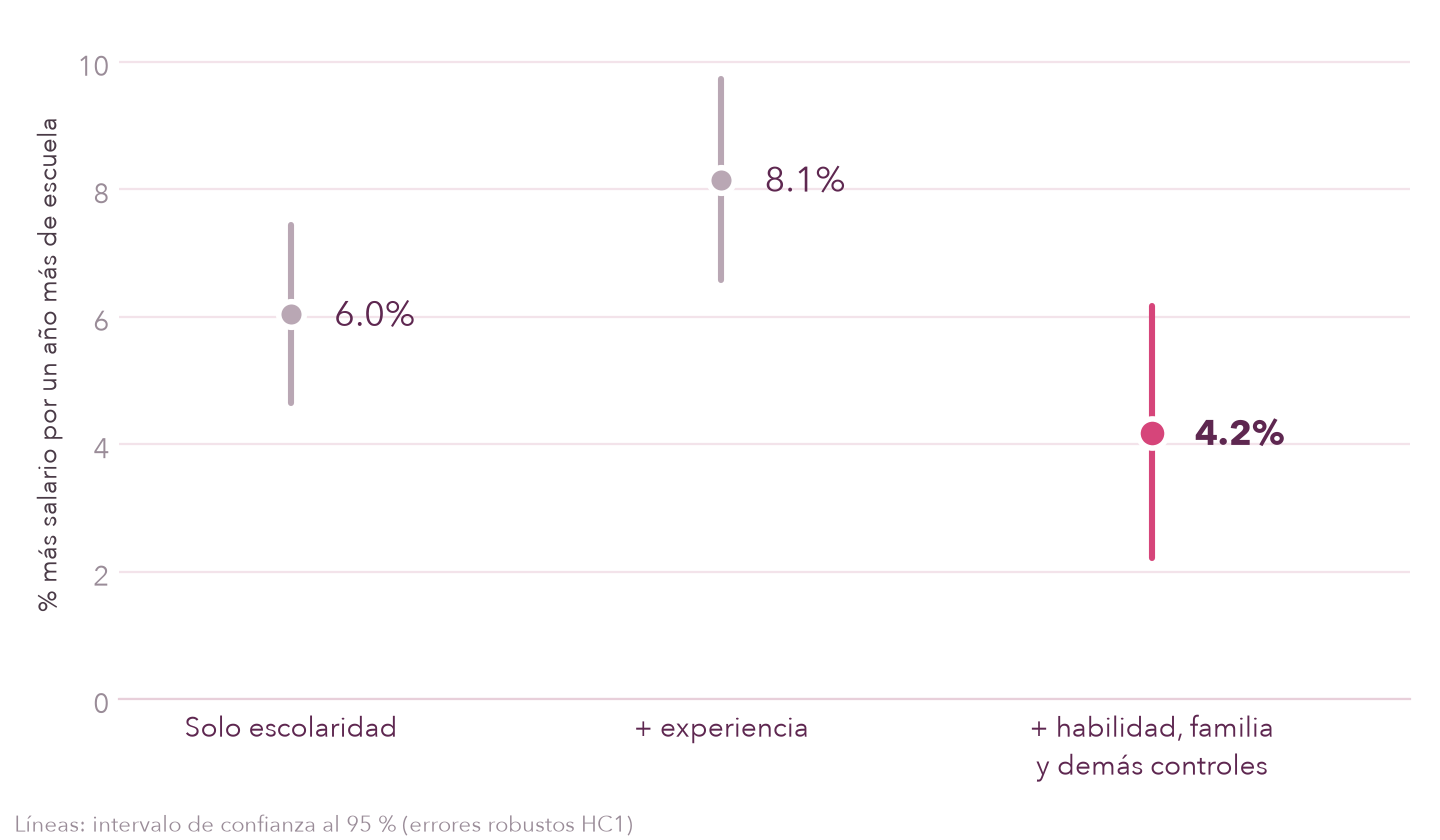 % más salario por un año más de escuela
10
8
6
4
2
0
6.0%
8.1%
4.2%
Solo escolaridad
+ experiencia
+ habilidad, familia
y demás controles
Líneas: intervalo de confianza al 95 % (errores robustos HC1)